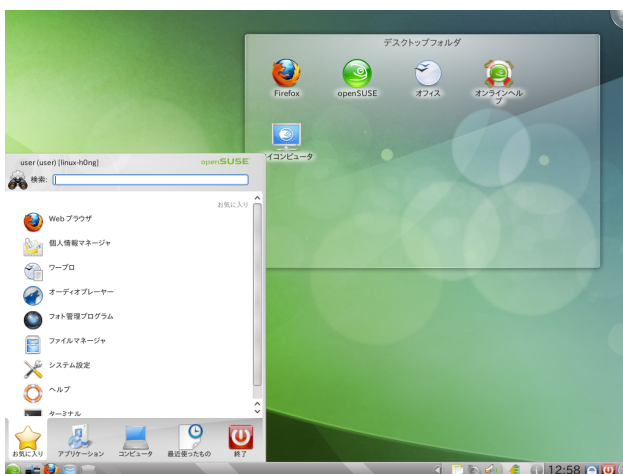 デスクトップフォルダ
Firefox
openSUSE
オフィス
オンラインヘル
プ
イコンピュータ
user (user) [linux-h0ng]
openSUSE
検索:
お気に入り
Web ブラウザ
個人情報マネージャ
ワープロ
オーディオプレーヤー
フォト管理プログラム
ファイルマネージャ
システム設定
ヘルプ
ターミナル
お気に入り
アプリケーション
コンピュータ
最近使ったもの
終了
12:58